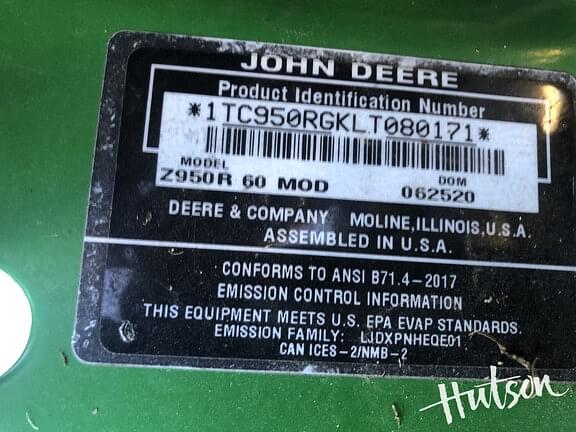 JOHN DEERE
Product Identification Number
*1TC950RGKLT080171*
MODEL DOM
Z950R 60 MOD 062520
DEERE & COMPANY MOLINE, ILLINOIS, U.S.A.
ASSEMBLED IN U.S.A.
CONFORMS TO ANSI B71.4-2017
EMISSION CONTROL INFORMATION
THIS EQUIPMENT MEETS U.S. EPA EVAP STANDARDS.
EMISSION FAMILY: LJDXPNHEQE01
CAN ICES-2/NMB-2
Hutson